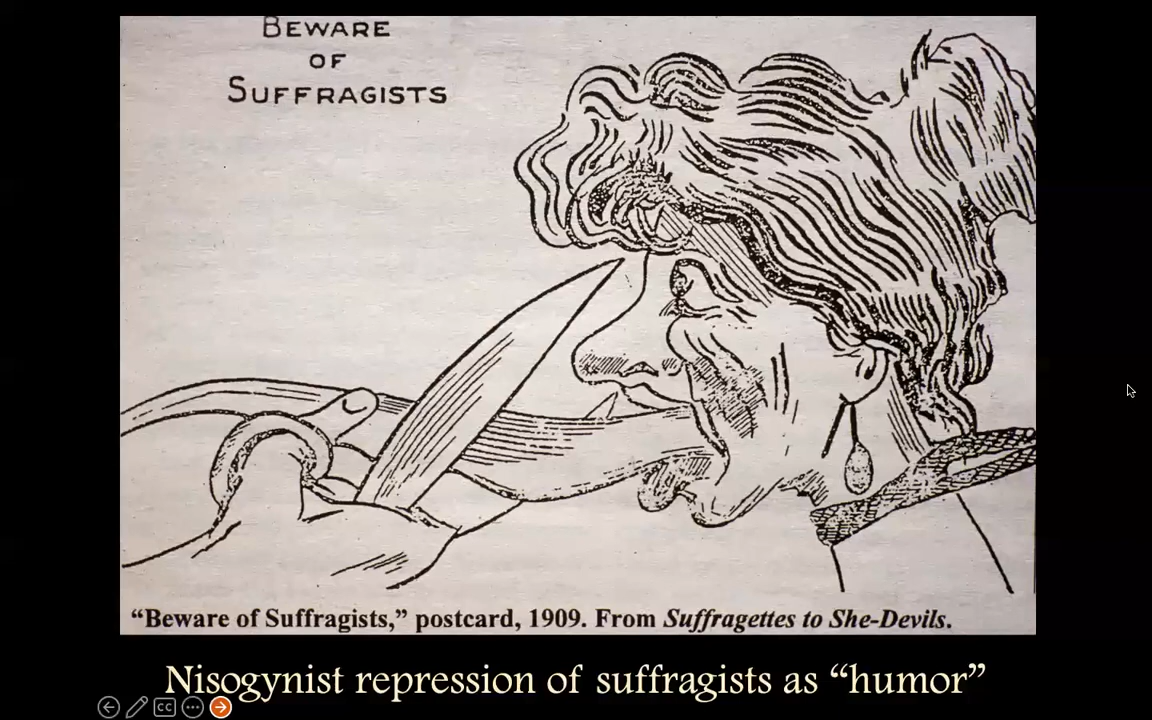 BEWARE
OF
SUFFRAGISTS
“Beware of Suffragists,” postcard, 1909. From Suffragettes to She-Devils.
Nisogynist repression of suffragists as “humor”
CC